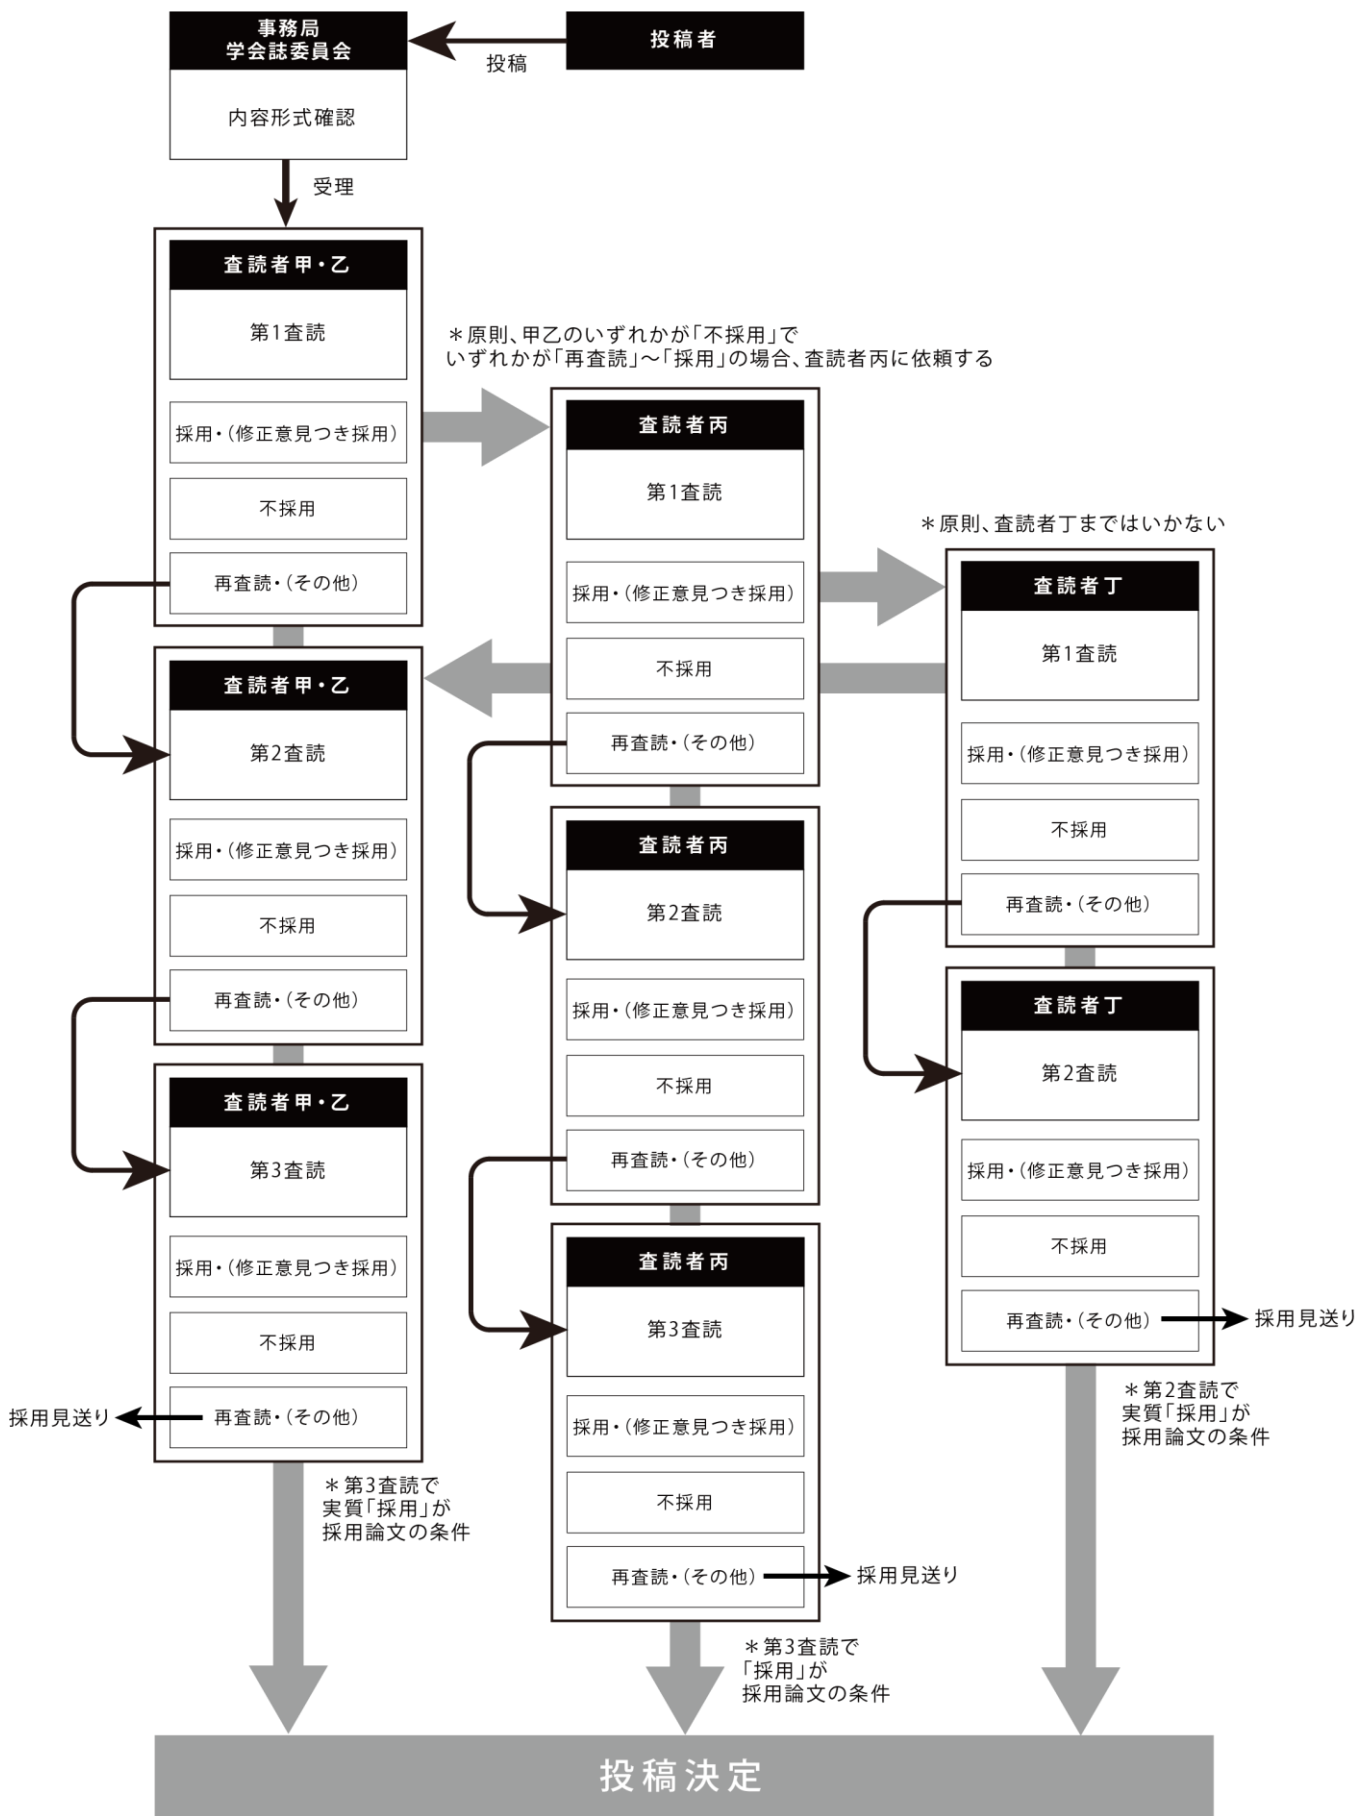 事務局
学会誌委員会
内容形式確認
投稿者
投稿
受理
査読者甲・乙
第1査読
採用・(修正意見つき採用)
不採用
再査読・(その他)
＊原則、甲乙のいずれかが「不採用」で
いずれかが「再査読」～「採用」の場合、査読者丙に依頼する
査読者丙
第1査読
採用・(修正意見つき採用)
不採用
再査読・(その他)
＊原則、査読者丁まではいかない
査読者丁
第1査読
採用・(修正意見つき採用)
不採用
再査読・(その他)
査読者甲・乙
第2査読
採用・(修正意見つき採用)
不採用
再査読・(その他)
査読者丙
第2査読
採用・(修正意見つき採用)
不採用
再査読・(その他)
査読者丁
第2査読
採用・(修正意見つき採用)
不採用
再査読・(その他)
採用見送り
＊第2査読で
実質「採用」が
採用論文の条件
査読者甲・乙
第3査読
採用・(修正意見つき採用)
不採用
再査読・(その他)
採用見送り
＊第3査読で
実質「採用」が
採用論文の条件
査読者丙
第3査読
採用・(修正意見つき採用)
不採用
再査読・(その他)
採用見送り
＊第3査読で
「採用」が
採用論文の条件
投稿決定